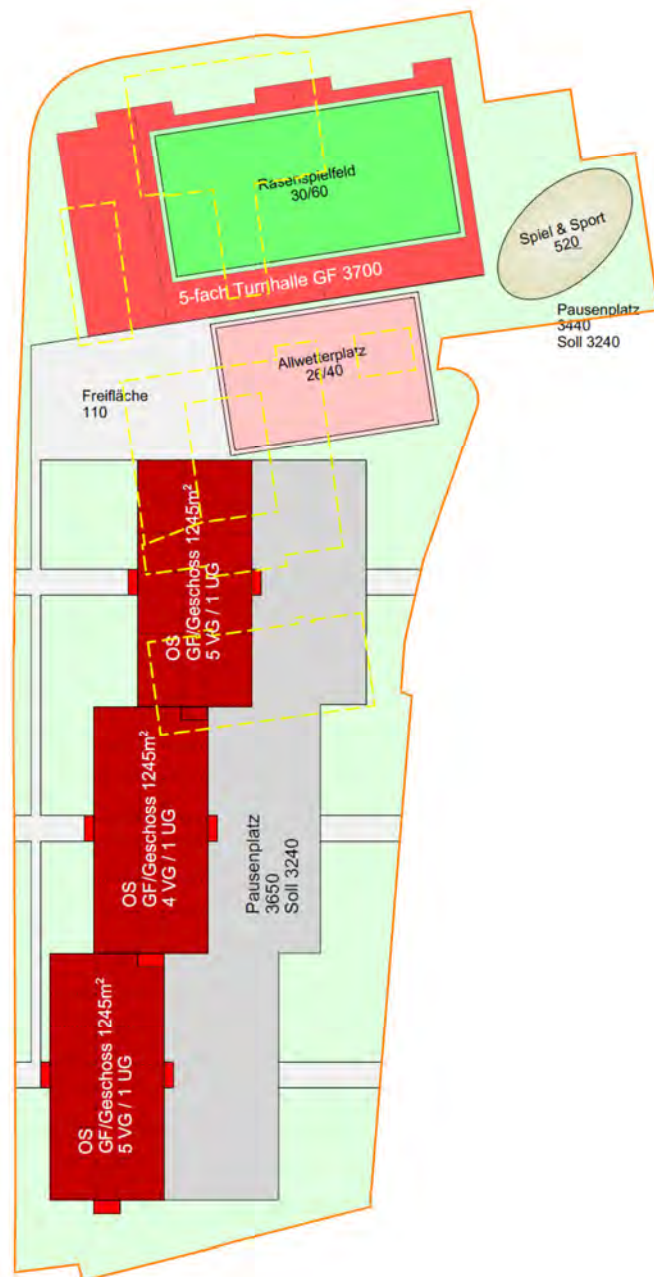 Rasenspielfeld
30/60
Spiel & Sport
520
5-fach Turnhalle GF 3700
Pausenplatz
3440
Soll 3240
Allwetterplatz
26/40
Freifläche
110
OS
GF/Geschoss 1245m²
5 VG / 1 UG
OS
GF/Geschoss 1245m²
4 VG / 1 UG
Pausenplatz
3650
Soll 3240
OS
GF/Geschoss 1245m²
5 VG / 1 UG